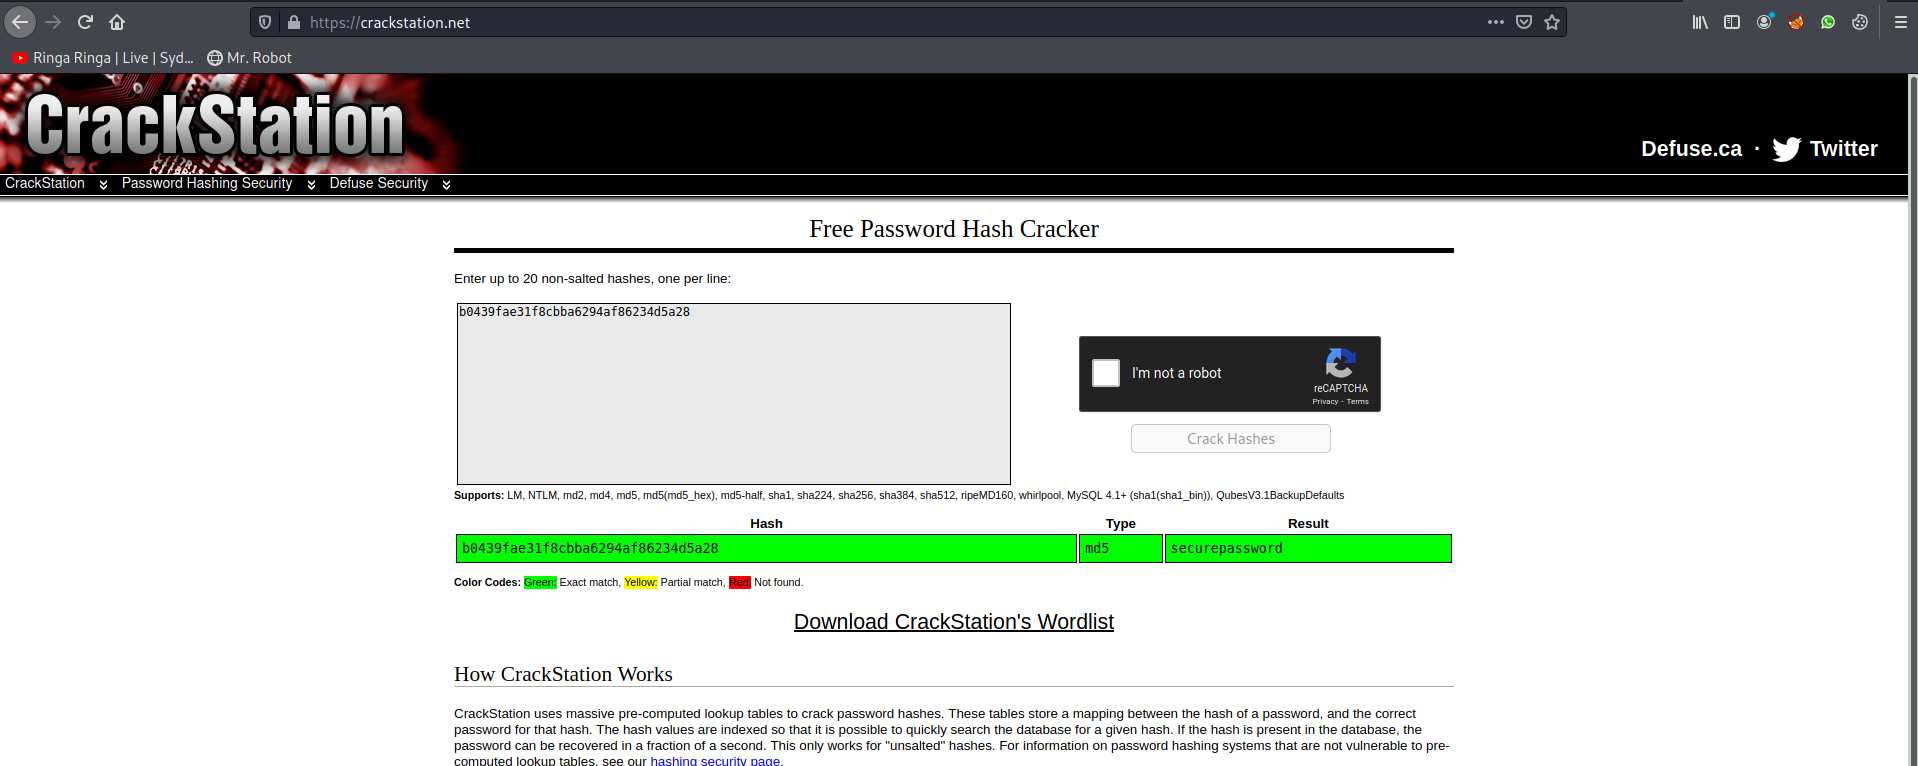 https://crackstation.net
Ringa Ringa | Live | Syd... Mr. Robot
CrackStation
Defuse.ca · Twitter
CrackStation Password Hashing Security Defuse Security
Free Password Hash Cracker
Enter up to 20 non-salted hashes, one per line:
b0439fae31f8cbba6294af86234d5a28
I'm not a robot
reCAPTCHA
Privacy - Terms
Crack Hashes
Supports: LM, NTLM, md2, md4, md5, md5(md5_hex), md5-half, sha1, sha224, sha256, sha384, sha512, ripeMD160, whirlpool, MySQL 4.1+ (sha1(sha1_bin)), QubesV3.1BackupDefaults
Hash Type Result
b0439fae31f8cbba6294af86234d5a28 md5 securepassword
Color Codes: Green: Exact match, Yellow: Partial match, Red: Not found.
Download CrackStation's Wordlist
How CrackStation Works
CrackStation uses massive pre-computed lookup tables to crack password hashes. These tables store a mapping between the hash of a password, and the correct
password for that hash. The hash values are indexed so that it is possible to quickly search the database for a given hash. If the hash is present in the database, the
password can be recovered in a fraction of a second. This only works for "unsalted" hashes. For information on password hashing systems that are not vulnerable to pre-
computed lookup tables, see our hashing security page.